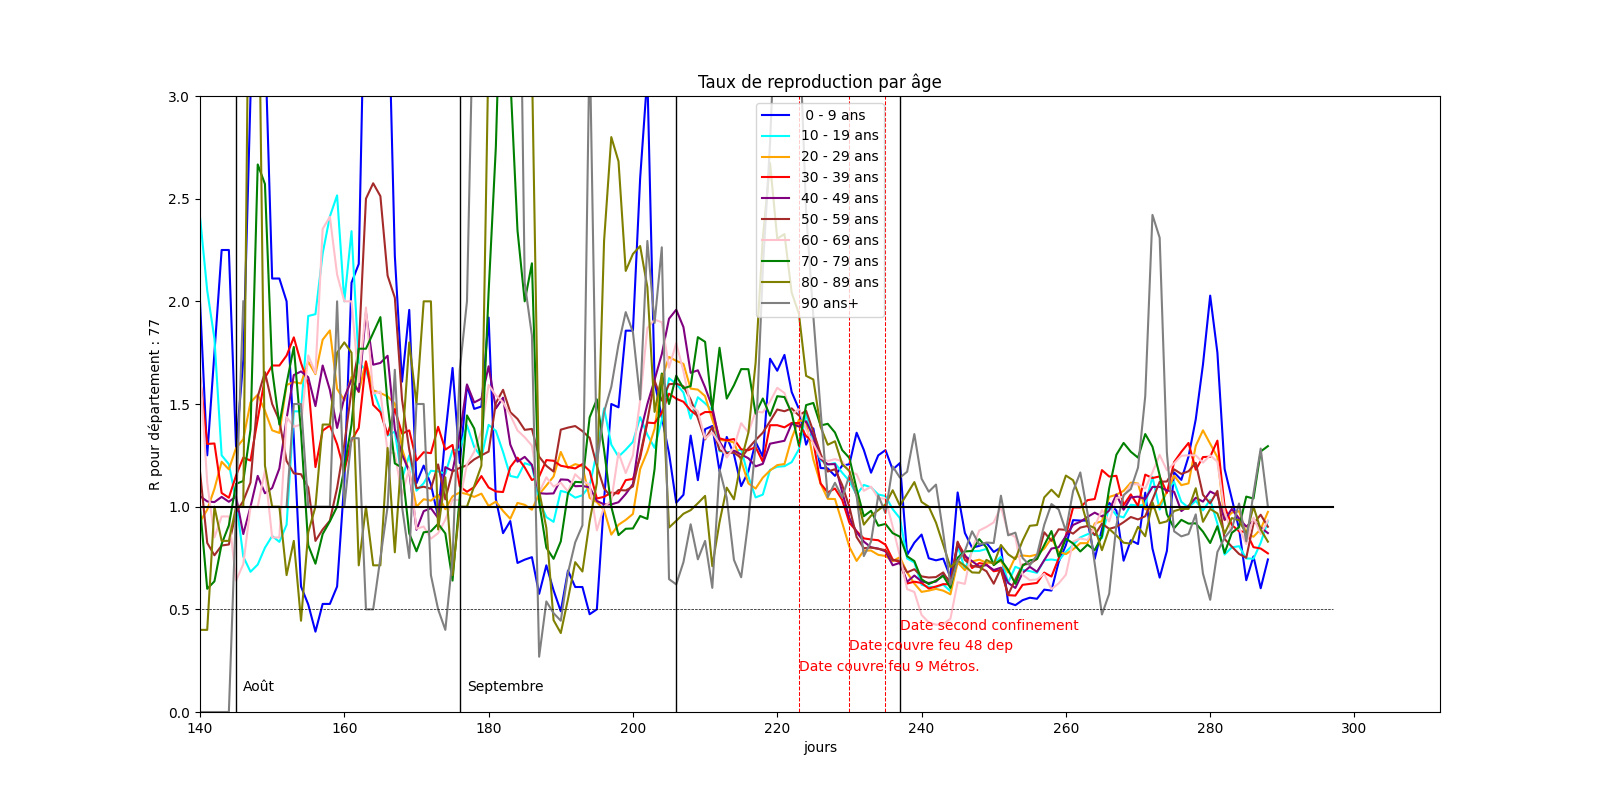 Taux de reproduction par âge
R pour département : 77
3.0
2.5
2.0
1.5
1.0
0.5
0.0
0 - 9 ans
10 - 19 ans
20 - 29 ans
30 - 39 ans
40 - 49 ans
50 - 59 ans
60 - 69 ans
70 - 79 ans
80 - 89 ans
90 ans+
Date second confinement
Date couvre feu 48 dep
Date couvre feu 9 Métros.
Août
Septembre
140 160 180 200 220 240 260 280 300
jours